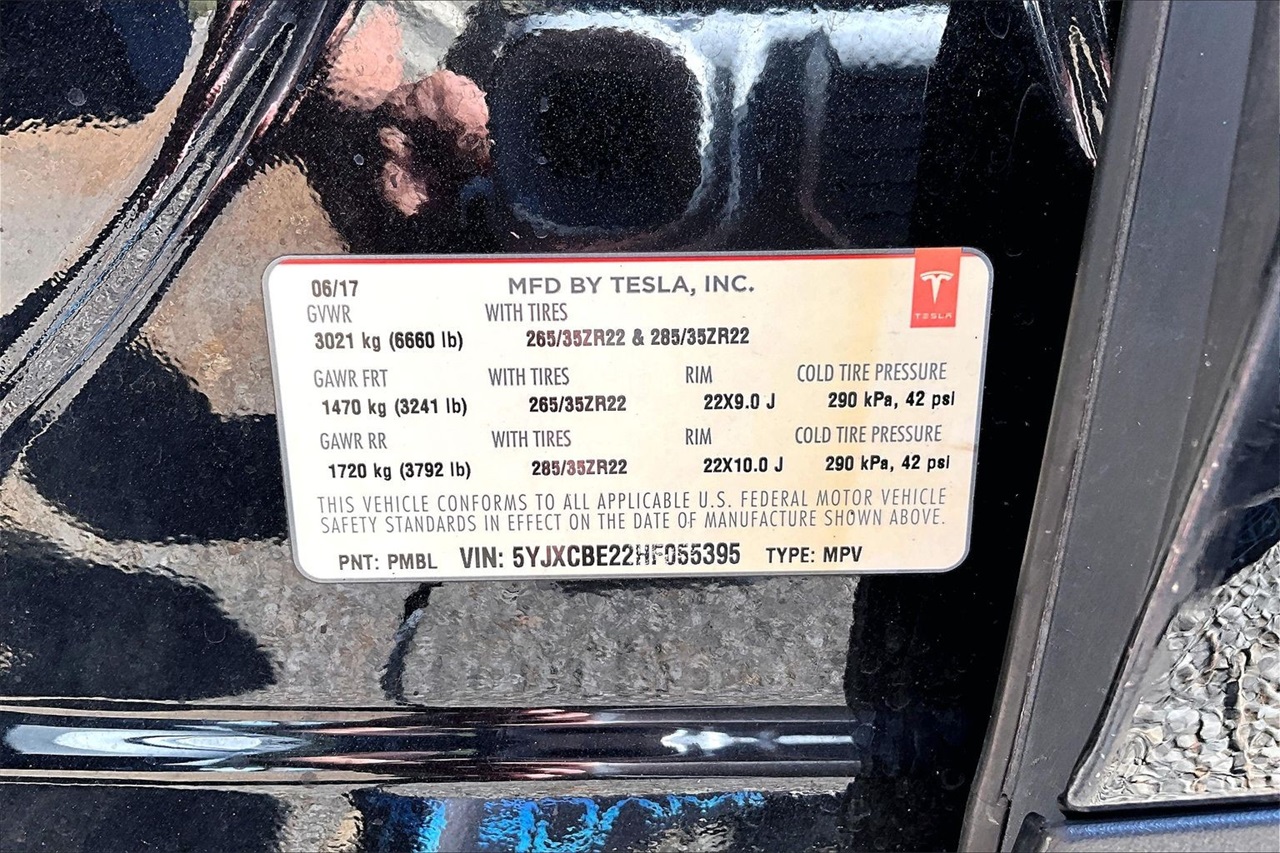 06/17 MFD BY TESLA, INC.
TESLA
GVWR WITH TIRES
3021 kg (6660 lb) 265/35ZR22 & 285/35ZR22
GAWR FRT WITH TIRES RIM COLD TIRE PRESSURE
1470 kg (3241 lb) 265/35ZR22 22X9.0 J 290 kPa, 42 psi
GAWR RR WITH TIRES RIM COLD TIRE PRESSURE
1720 kg (3792 lb) 285/35ZR22 22X10.0 J 290 kPa, 42 psi
THIS VEHICLE CONFORMS TO ALL APPLICABLE U.S. FEDERAL MOTOR VEHICLE
SAFETY STANDARDS IN EFFECT ON THE DATE OF MANUFACTURE SHOWN ABOVE.
PNT: PMBL VIN: 5YJXCBE22HF055395 TYPE: MPV